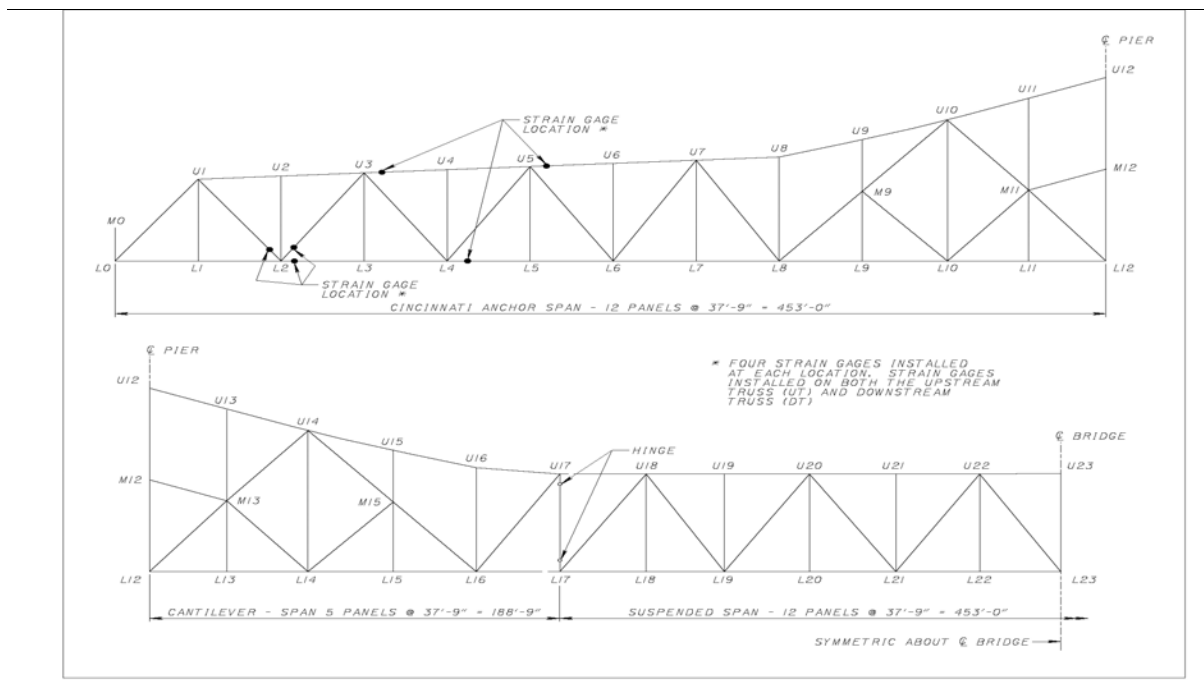 ℄ PIER
U12
U11
U10
U9
U8
U7
U6
U5
U4
U3
U2
U1
STRAIN GAGE
LOCATION *
M12
M11
M9
M0
L0
L1
L2
L3
L4
L5
L6
L7
L8
L9
L10
L11
L12
STRAIN GAGE
LOCATION *
CINCINNATI ANCHOR SPAN - 12 PANELS @ 37'-9" = 453'-0"
℄ PIER
* FOUR STRAIN GAGES INSTALLED
AT EACH LOCATION. STRAIN GAGES
INSTALLED ON BOTH THE UPSTREAM
TRUSS (UT) AND DOWNSTREAM
TRUSS (DT)
U12
U13
U14
U15
U16
U17
HINGE
U18
U19
U20
U21
U22
℄ BRIDGE
U23
M12
M13
M15
L12
L13
L14
L15
L16
L17
L18
L19
L20
L21
L22
L23
CANTILEVER - SPAN 5 PANELS @ 37'-9" = 188'-9"
SUSPENDED SPAN - 12 PANELS @ 37'-9" = 453'-0"
SYMMETRIC ABOUT ℄ BRIDGE